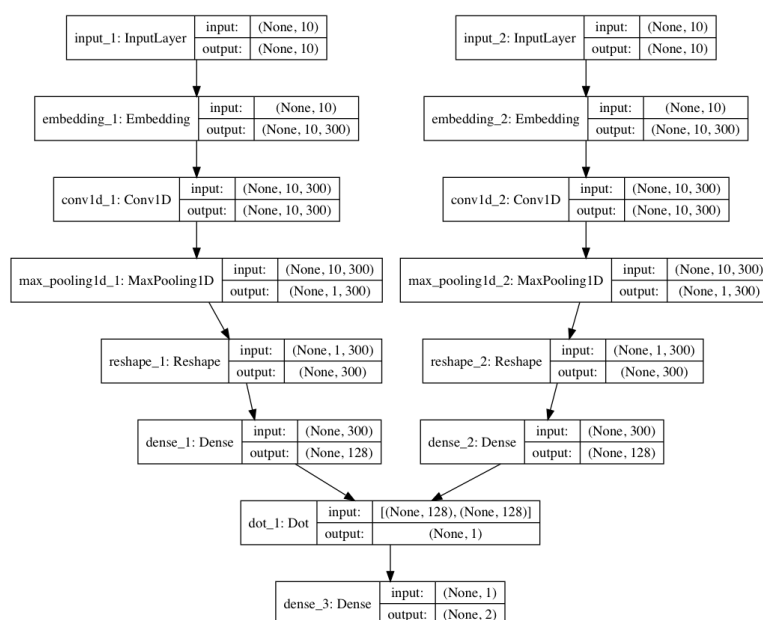 input_1: InputLayer input: (None, 10) output: (None, 10)
input_2: InputLayer input: (None, 10) output: (None, 10)
embedding_1: Embedding input: (None, 10) output: (None, 10, 300)
embedding_2: Embedding input: (None, 10) output: (None, 10, 300)
conv1d_1: Conv1D input: (None, 10, 300) output: (None, 10, 300)
conv1d_2: Conv1D input: (None, 10, 300) output: (None, 10, 300)
max_pooling1d_1: MaxPooling1D input: (None, 10, 300) output: (None, 1, 300)
max_pooling1d_2: MaxPooling1D input: (None, 10, 300) output: (None, 1, 300)
reshape_1: Reshape input: (None, 1, 300) output: (None, 300)
reshape_2: Reshape input: (None, 1, 300) output: (None, 300)
dense_1: Dense input: (None, 300) output: (None, 128)
dense_2: Dense input: (None, 300) output: (None, 128)
dot_1: Dot input: [(None, 128), (None, 128)] output: (None, 1)
dense_3: Dense input: (None, 1) output: (None, 2)